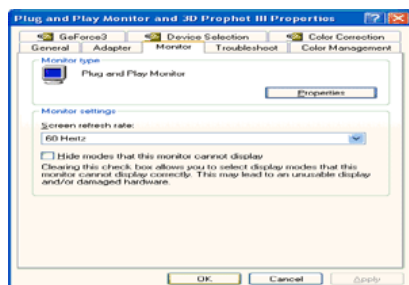 Plug and Play Monitor and 3D Prophet III Properties
GeForce3 Device Selection Color Correction
General Adapter Monitor Troubleshoot Color Management
Monitor type
Plug and Play Monitor
Properties
Monitor settings
Screen refresh rate:
60 Hertz
Hide modes that this monitor cannot display
Clearing this check box allows you to select display modes that this
monitor cannot display correctly. This may lead to an unusable display
and/or damaged hardware.
OK Cancel Apply